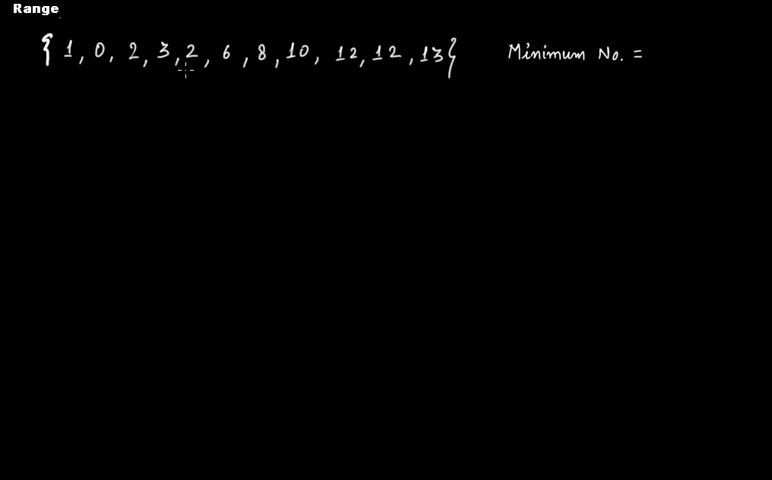 Range
{ 1, 0, 2, 3, 2, 6, 8, 10, 12, 12, 13} Minimum No. =